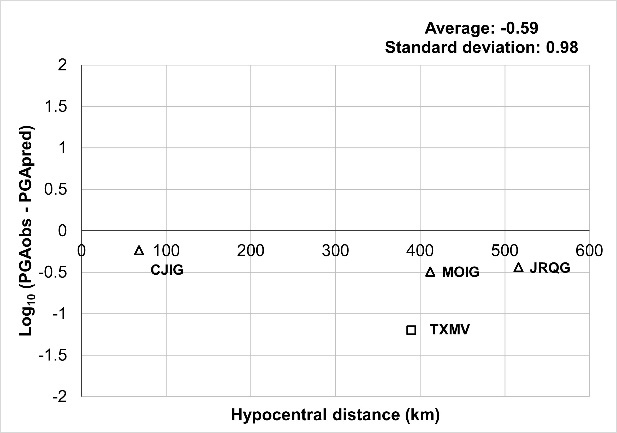 Average: -0.59
Standard deviation: 0.98
2
1.5
1
0.5
0
-0.5
-1
-1.5
-2
0 100 200 300 400 500 600
CJIG
MOIG
JRQG
TXMV
Log10 (PGAobs - PGApred)
Hypocentral distance (km)